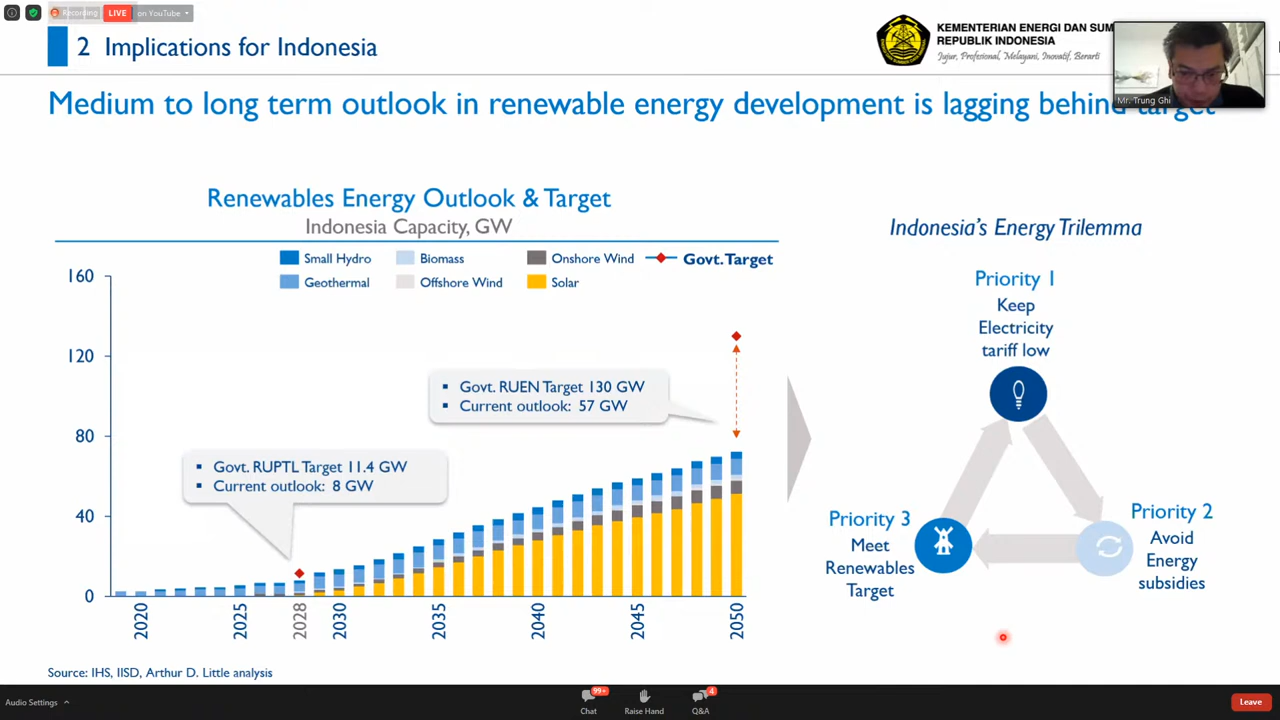 Recording
LIVE
on YouTube
2 Implications for Indonesia
KEMENTERIAN ENERGI DAN
REPUBLIK INDONESIA
Jujur, Profesional, Melayani, Inovatif, Berarti
Mr. Trung Ghi
Medium to long term outlook in renewable energy development is lagging behind target
Renewables Energy Outlook & Target
Indonesia Capacity, GW
Small Hydro
Biomass
Onshore Wind
Govt. Target
Geothermal
Offshore Wind
Solar
160
120
80
40
0
Govt. RUEN Target 130 GW
Current outlook: 57 GW
Govt. RUPTL Target 11.4 GW
Current outlook: 8 GW
2020
2025
2028
2030
2035
2040
2045
2050
Indonesia's Energy Trilemma
Priority 1
Keep
Electricity
tariff low
Priority 2
Avoid
Energy
subsidies
Priority 3
Meet
Renewables
Target
Source: IHS, IISD, Arthur D. Little analysis
Audio Settings
99+
Chat
Raise Hand
4
Q&A
Leave